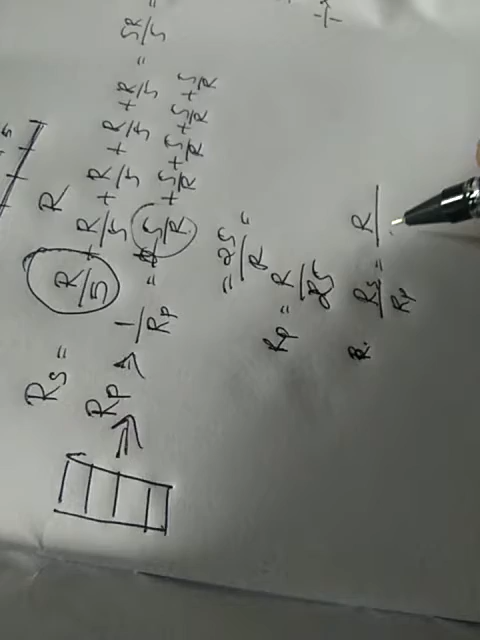 R
Rs = R/5 + R/5 + R/5 + R/5 + R/5 = 5R/5 =
Rp ⇒ 1/Rp = 5/R + 5/R + 5/R + 5/R + 5/R
= 25/R =
Rp = R/25
R. Rs/Rp = R/